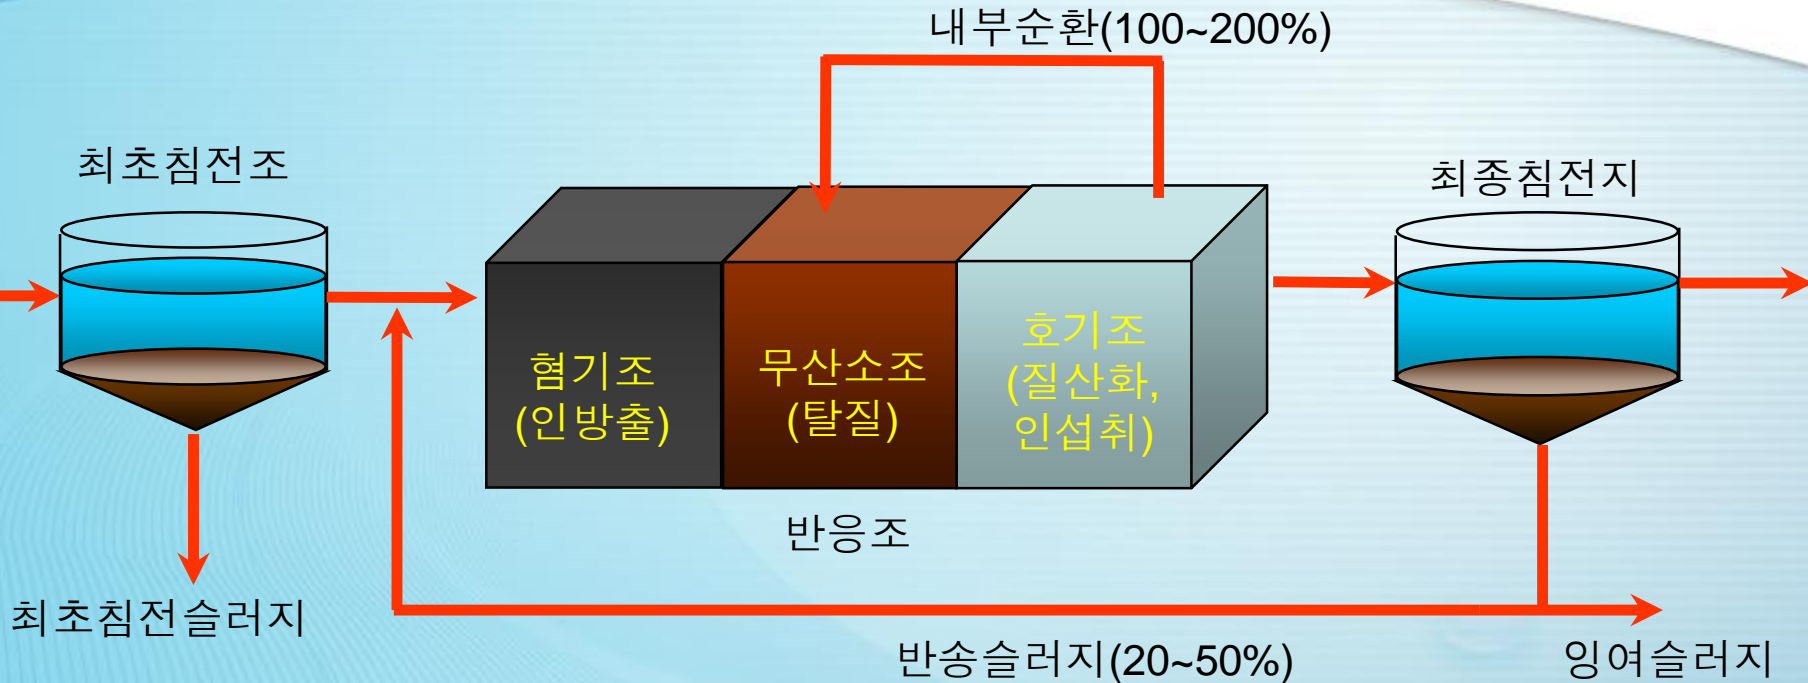 내부순환(100~200%)
최초침전조
최종침전지
혐기조
(인방출)
무산소조
(탈질)
호기조
(질산화,
인섭취)
반응조
최초침전슬러지
반송슬러지(20~50%)
잉여슬러지